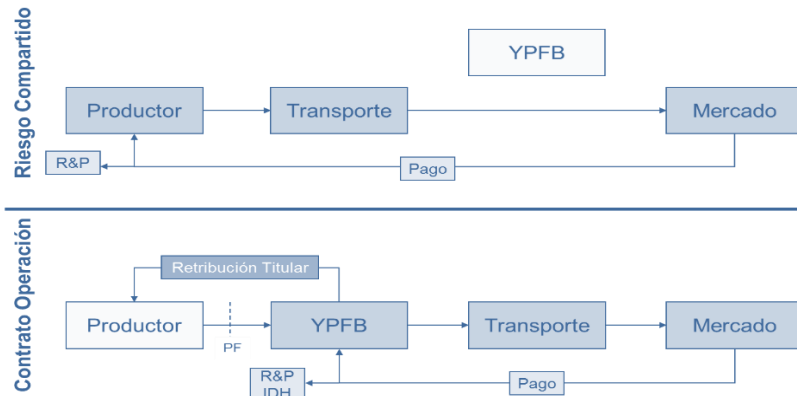 Riesgo Compartido
YPFB
Productor
Transporte
Mercado
R&P
Pago
Contrato Operación
Retribución Titular
Productor
YPFB
Transporte
Mercado
PF
R&P
IDH
Pago